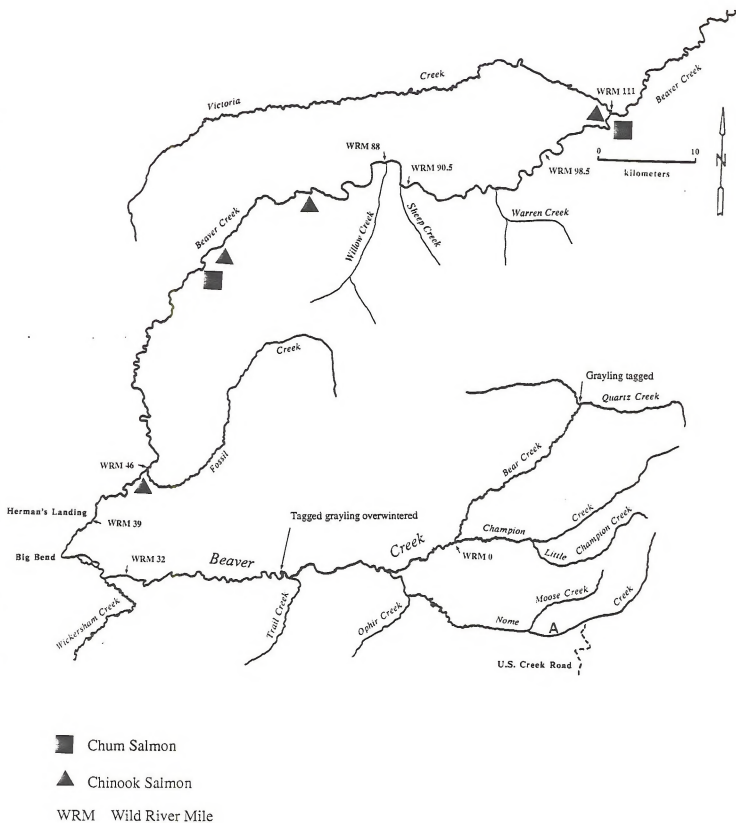 Creek
Victoria
WRM 111
Beaver Creek
WRM 88
WRM 90.5
WRM 98.5
0 10
kilometers
N
Beaver Creek
Willow Creek
Sheep Creek
Warren Creek
Creek
Fossil
Grayling tagged
Quartz Creek
Bear Creek
WRM 46
Herman's Landing
WRM 39
Tagged grayling overwintered
Champion
Creek
Little Champion Creek
Big Bend
WRM 32
Beaver Creek
WRM 0
Wickersham Creek
Trail Creek
Ophir Creek
Moose Creek
Nome Creek
A
U.S. Creek Road
Chum Salmon
Chinook Salmon
WRM Wild River Mile